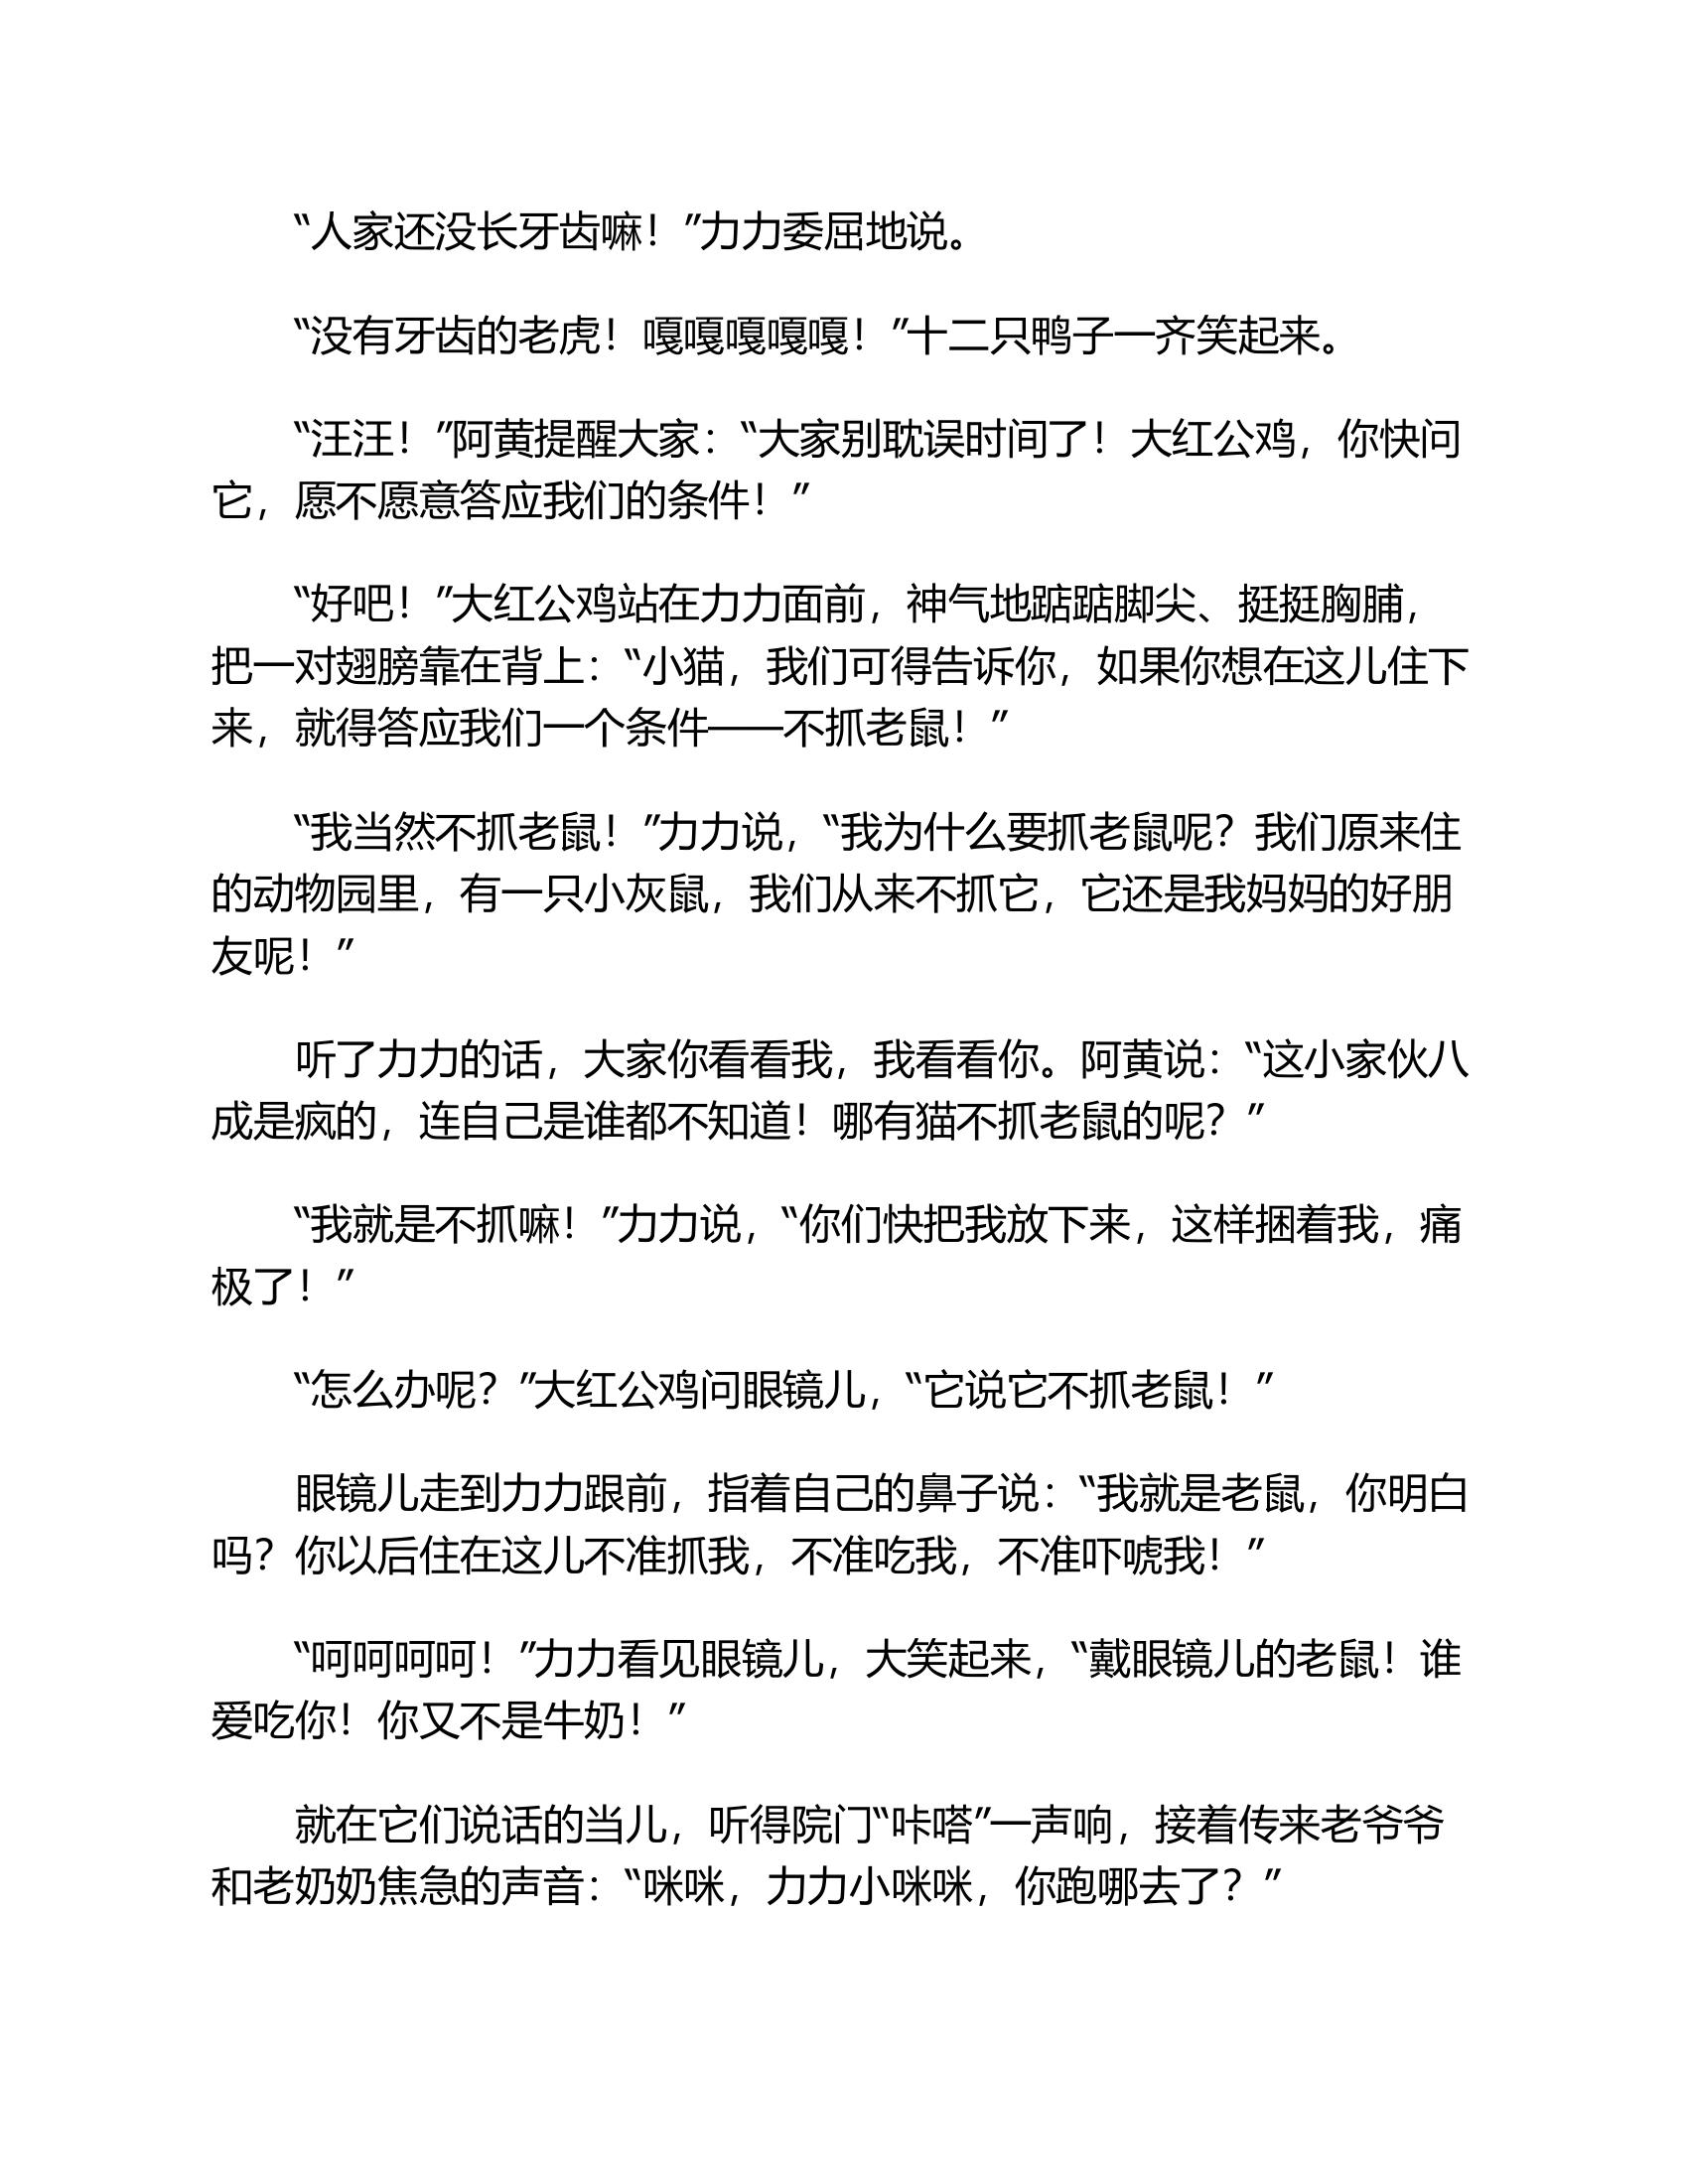 “人家还没长牙齿嘛！”力力委屈地说。
“没有牙齿的老虎！嘎嘎嘎嘎嘎！”十二只鸭子一齐笑起来。
“汪汪！”阿黄提醒大家：“大家别耽误时间了！大红公鸡，你快问
它，愿不愿意答应我们的条件！”
“好吧！”大红公鸡站在力力面前，神气地踮踮脚尖、挺挺胸脯，
把一对翅膀靠在背上：“小猫，我们可得告诉你，如果你想在这儿住下
来，就得答应我们一个条件——不抓老鼠！”
“我当然不抓老鼠！”力力说，“我为什么要抓老鼠呢？我们原来住
的动物园里，有一只小灰鼠，我们从来不抓它，它还是我妈妈的好朋
友呢！”
听了力力的话，大家你看看我，我看看你。阿黄说：“这小家伙八
成是疯的，连自己是谁都不知道！哪有猫不抓老鼠的呢？”
“我就是不抓嘛！”力力说，“你们快把我放下来，这样捆着我，痛
极了！”
“怎么办呢？”大红公鸡问眼镜儿，“它说它不抓老鼠！”
眼镜儿走到力力跟前，指着自己的鼻子说：“我就是老鼠，你明白
吗？你以后住在这儿不准抓我，不准吃我，不准吓唬我！”
“呵呵呵呵！”力力看见眼镜儿，大笑起来，“戴眼镜儿的老鼠！谁
爱吃你！你又不是牛奶！”
就在它们说话的当儿，听得院门“咔嗒”一声响，接着传来老爷爷
和老奶奶焦急的声音：“咪咪，力力小咪咪，你跑哪去了？”